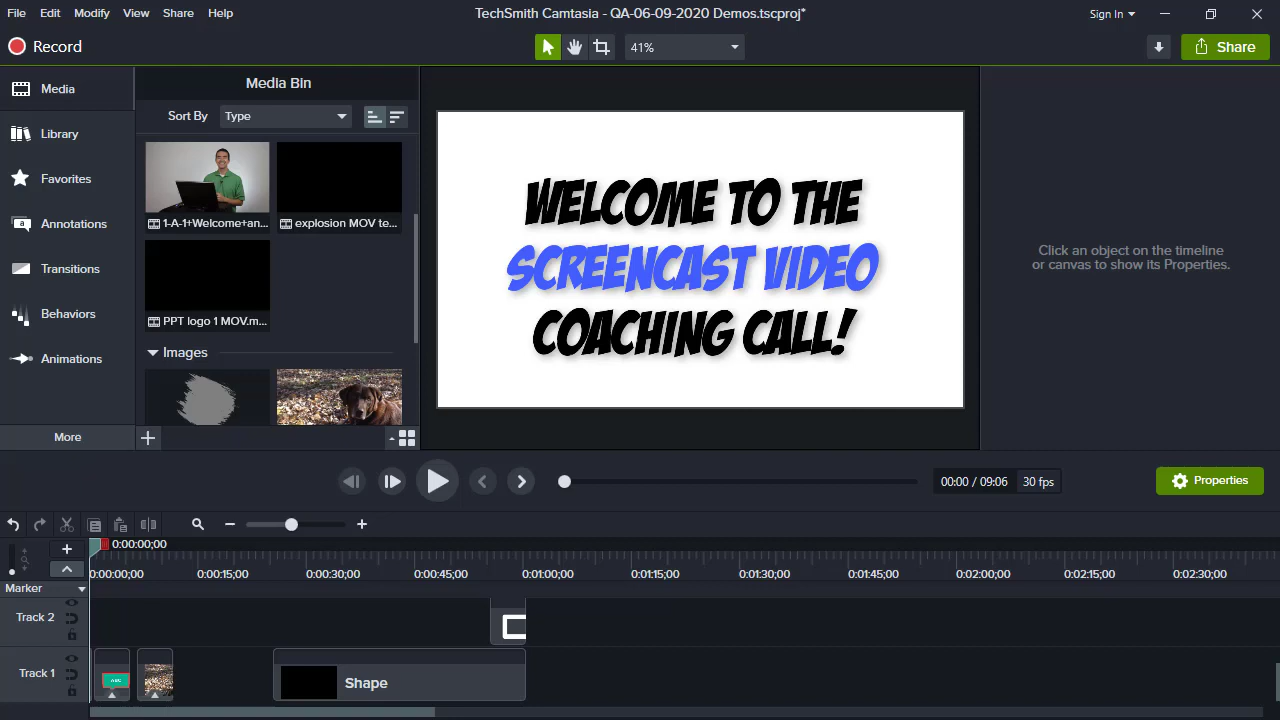 File Edit Modify View Share Help
TechSmith Camtasia - QA-06-09-2020 Demos.tscproj*
Sign In
Record
41%
Share
Media
Library
Favorites
Annotations
Transitions
Behaviors
Animations
More
Media Bin
Sort By Type
1-A-1+Welcome+an...
explosion MOV te...
PPT logo 1 MOV.m...
Images
WELCOME TO THE
SCREENCAST VIDEO
COACHING CALL!
Click an object on the timeline
or canvas to show its Properties.
00:00 / 09:06 30 fps
Properties
0:00:00;00
0:00:00;00 0:00:15;00 0:00:30;00 0:00:45;00 0:01:00;00 0:01:15;00 0:01:30;00 0:01:45;00 0:02:00;00 0:02:15;00 0:02:30;00
Marker
Track 2
Track 1
ABC
Shape